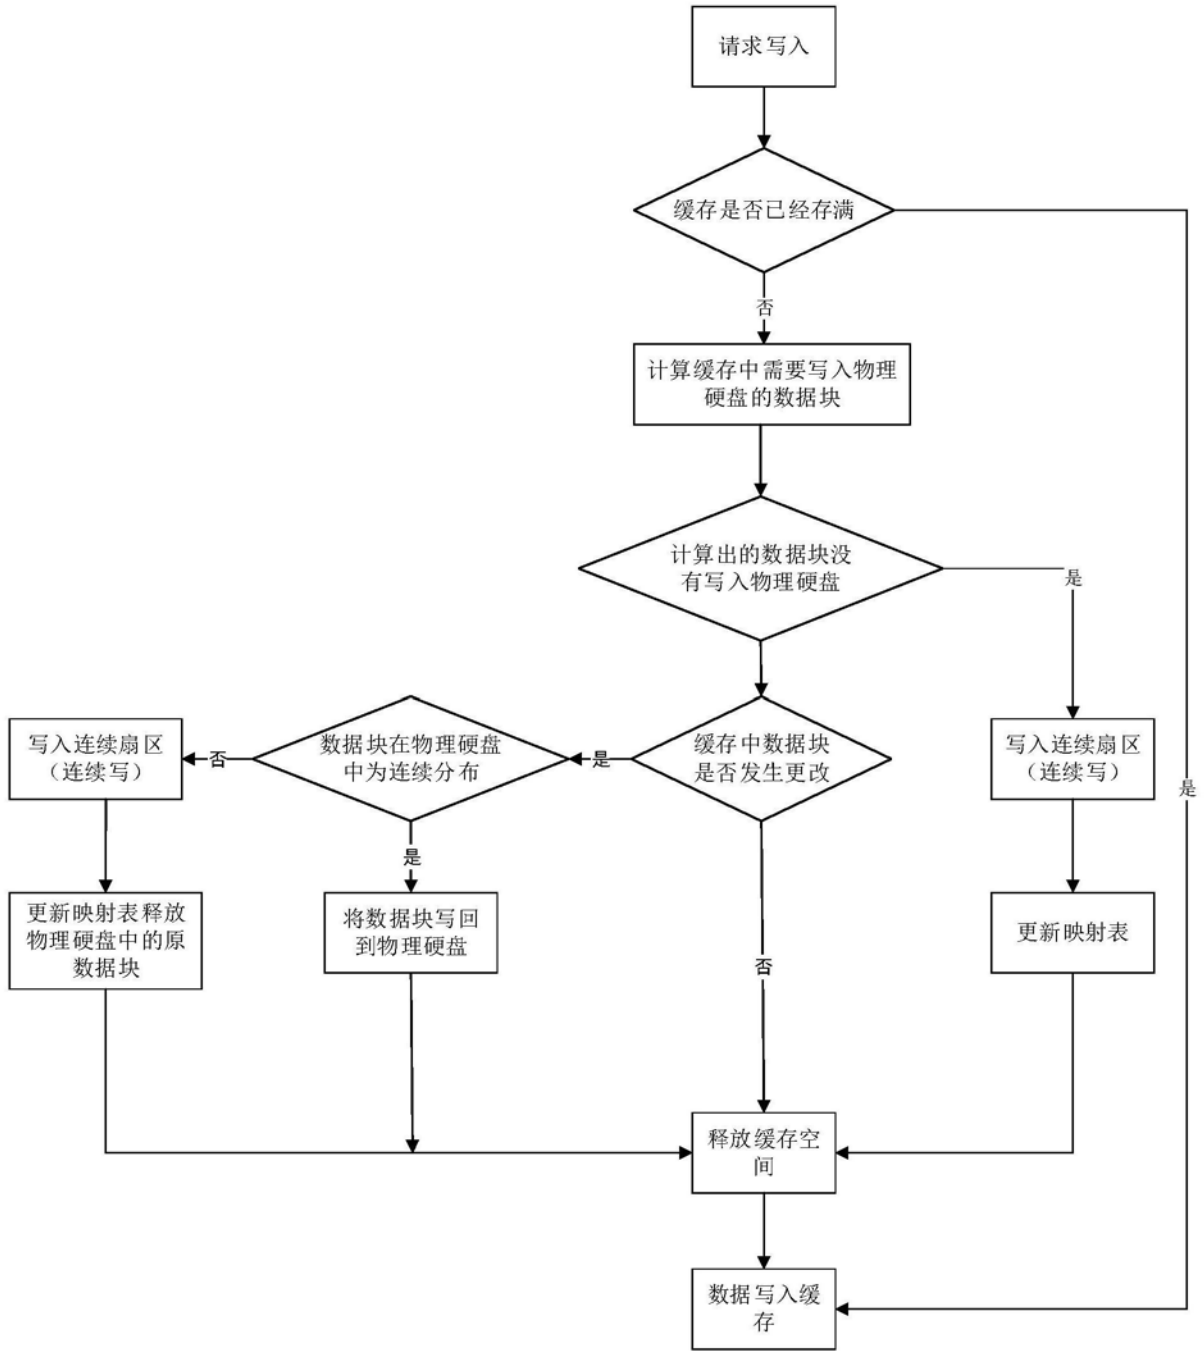 请求写入
缓存是否已经存满
否
计算缓存中需要写入物理
硬盘的数据块
计算出的数据块没
有写入物理硬盘
是
写入连续扇区
（连续写）
否
数据块在物理硬盘
中为连续分布
是
缓存中数据块
是否发生更改
写入连续扇区
（连续写）
是
是
更新映射表释放
物理硬盘中的原
数据块
将数据块写回
到物理硬盘
否
更新映射表
释放缓存空
间
数据写入缓
存